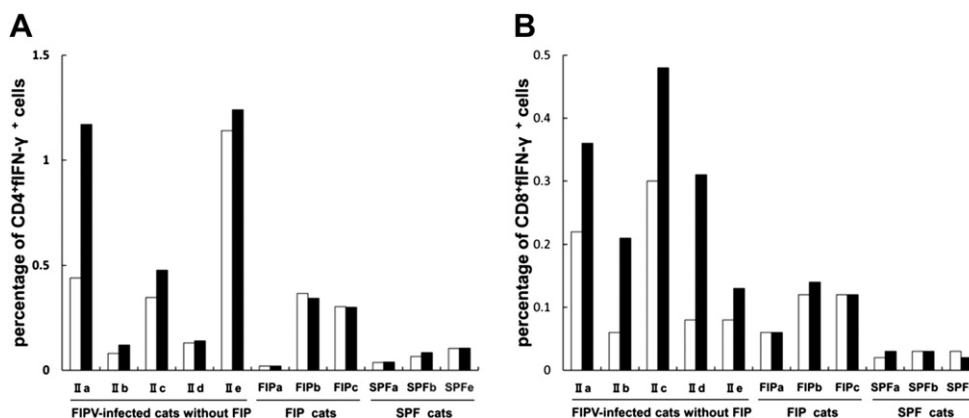 A
percentage of CD4⁺fIFN-γ⁺ cells
1.5
1
0.5
0
Ⅱa Ⅱb Ⅱc Ⅱd Ⅱe FIPa FIPb FIPc SPFa SPFb SPFe
FIPV-infected cats without FIP FIP cats SPF cats
B
percentage of CD8⁺fIFN-γ⁺ cells
0.5
0.4
0.3
0.2
0.1
0
Ⅱa Ⅱb Ⅱc Ⅱd Ⅱe FIPa FIPb FIPc SPFa SPFb
FIPV-infected cats without FIP FIP cats SPF cats